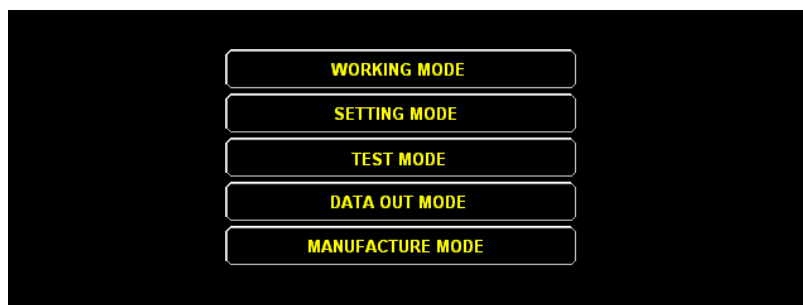 WORKING MODE
SETTING MODE
TEST MODE
DATA OUT MODE
MANUFACTURE MODE